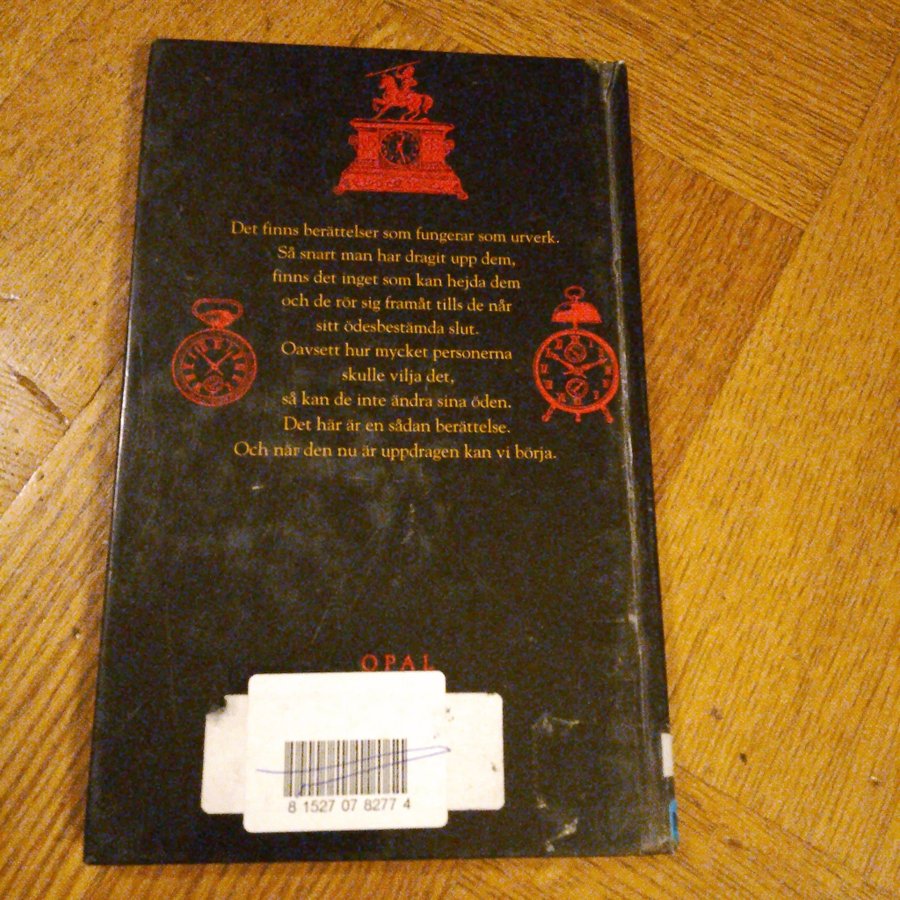 Det finns berättelser som fungerar som urverk.
Så snart man har dragit upp dem,
finns det inget som kan hejda dem
och de rör sig framåt tills de når
sitt ödesbestämda slut.
Oavsett hur mycket personerna
skulle vilja det,
så kan de inte ändra sina öden.
Det här är en sådan berättelse.
Och när den nu är uppdragen kan vi börja.
OPAL
8 1527 07 8277 4